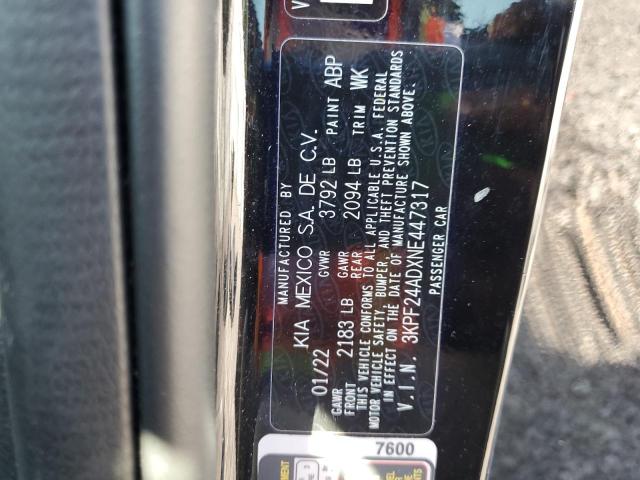 MANUFACTURED BY
KIA MEXICO S.A. DE C.V.
01/22 GVWR 3792 LB PAINT ABP
GAWR FRONT 2183 LB GAWR REAR 2094 LB TRIM WK
THIS VEHICLE CONFORMS TO ALL APPLICABLE U.S.A. FEDERAL
MOTOR VEHICLE SAFETY, BUMPER, AND THEFT PREVENTION STANDARDS
IN EFFECT ON THE DATE OF MANUFACTURE SHOWN ABOVE.
V.I.N. 3KPF24ADXNE447317
PASSENGER CAR
7600